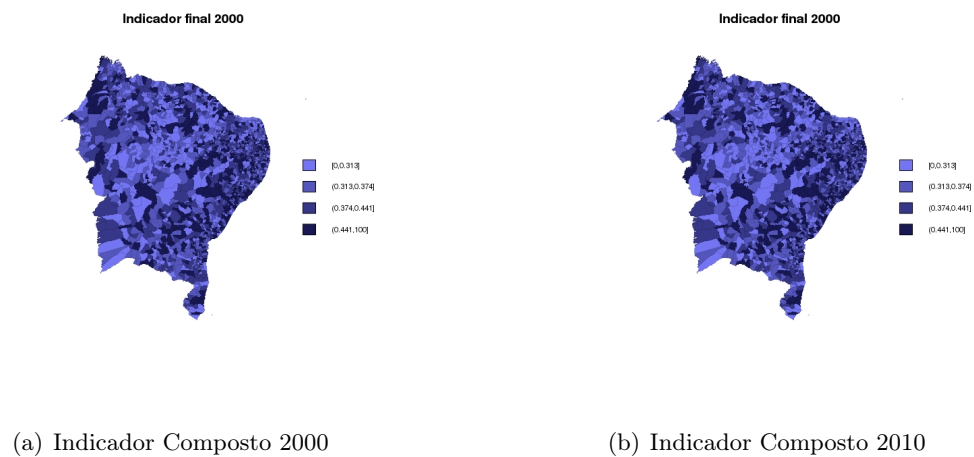 Indicador final 2000
[0,0.313]
(0.313,0.374]
(0.374,0.441]
(0.441,100]
(a) Indicador Composto 2000
Indicador final 2000
[0,0.313]
(0.313,0.374]
(0.374,0.441]
(0.441,100]
(b) Indicador Composto 2010